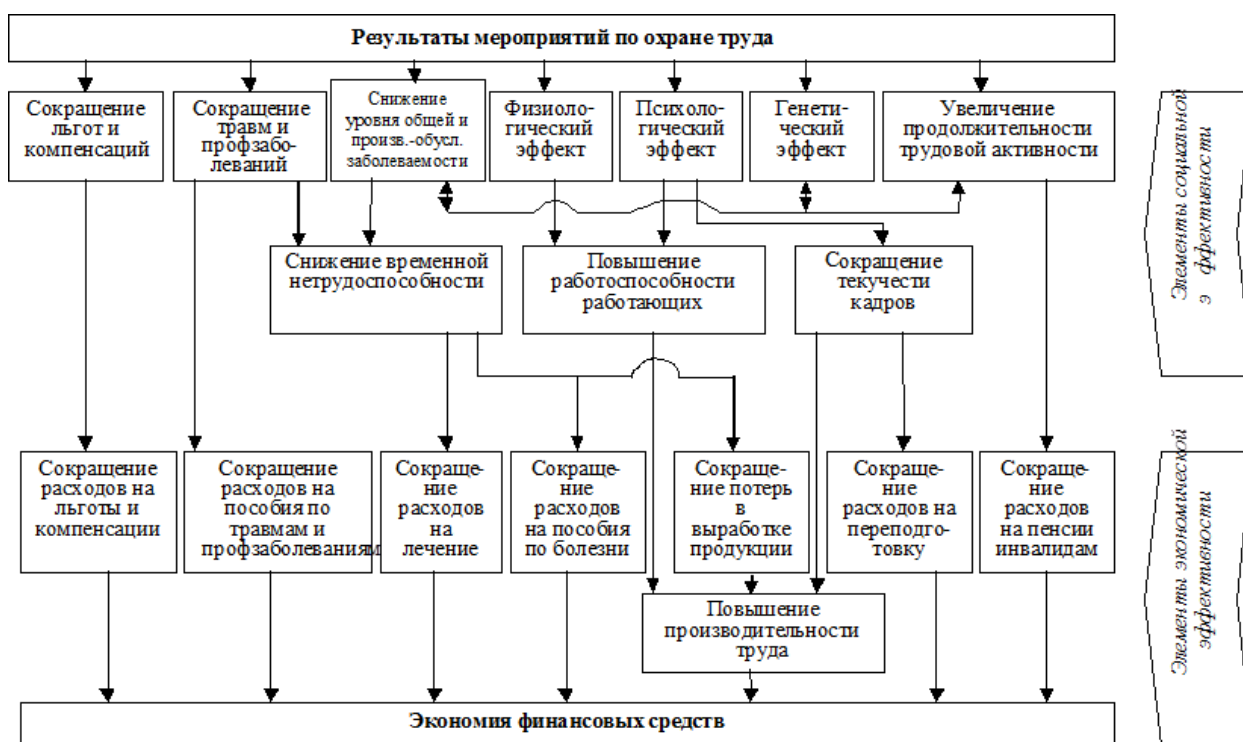 Результаты мероприятий по охране труда
Сокращение
льгот и
компенсаций
Сокращение
травм и
профзабо-
леваний
Снижение
уровня общей и
произв.-обусл.
заболеваемости
Физиоло-
гический
эффект
Психоло-
гический
эффект
Генети-
ческий
эффект
Увеличение
продолжительности
трудовой активности
Элементы социальной
э ффективности
Снижение временной
нетрудоспособности
Повышение
работоспособности
работающих
Сокращение
текучести
кадров
Сокращение
расходов на
льготы и
компенсации
Сокращение
расходов на
пособия по
травмам и
профзаболеваниям
Сокраще-
ние
расходов
на
лечение
Сокраще-
ние
расходов
на пособия
по болезни
Сокраще-
ние потерь
в
выработке
продукции
Сокраще-
ние
расходов на
переподго-
товку
Сокраще-
ние
расходов
на пенсии
инвалидам
Элементы экономической
эффективности
Повышение
производительности
труда
Экономия финансовых средств